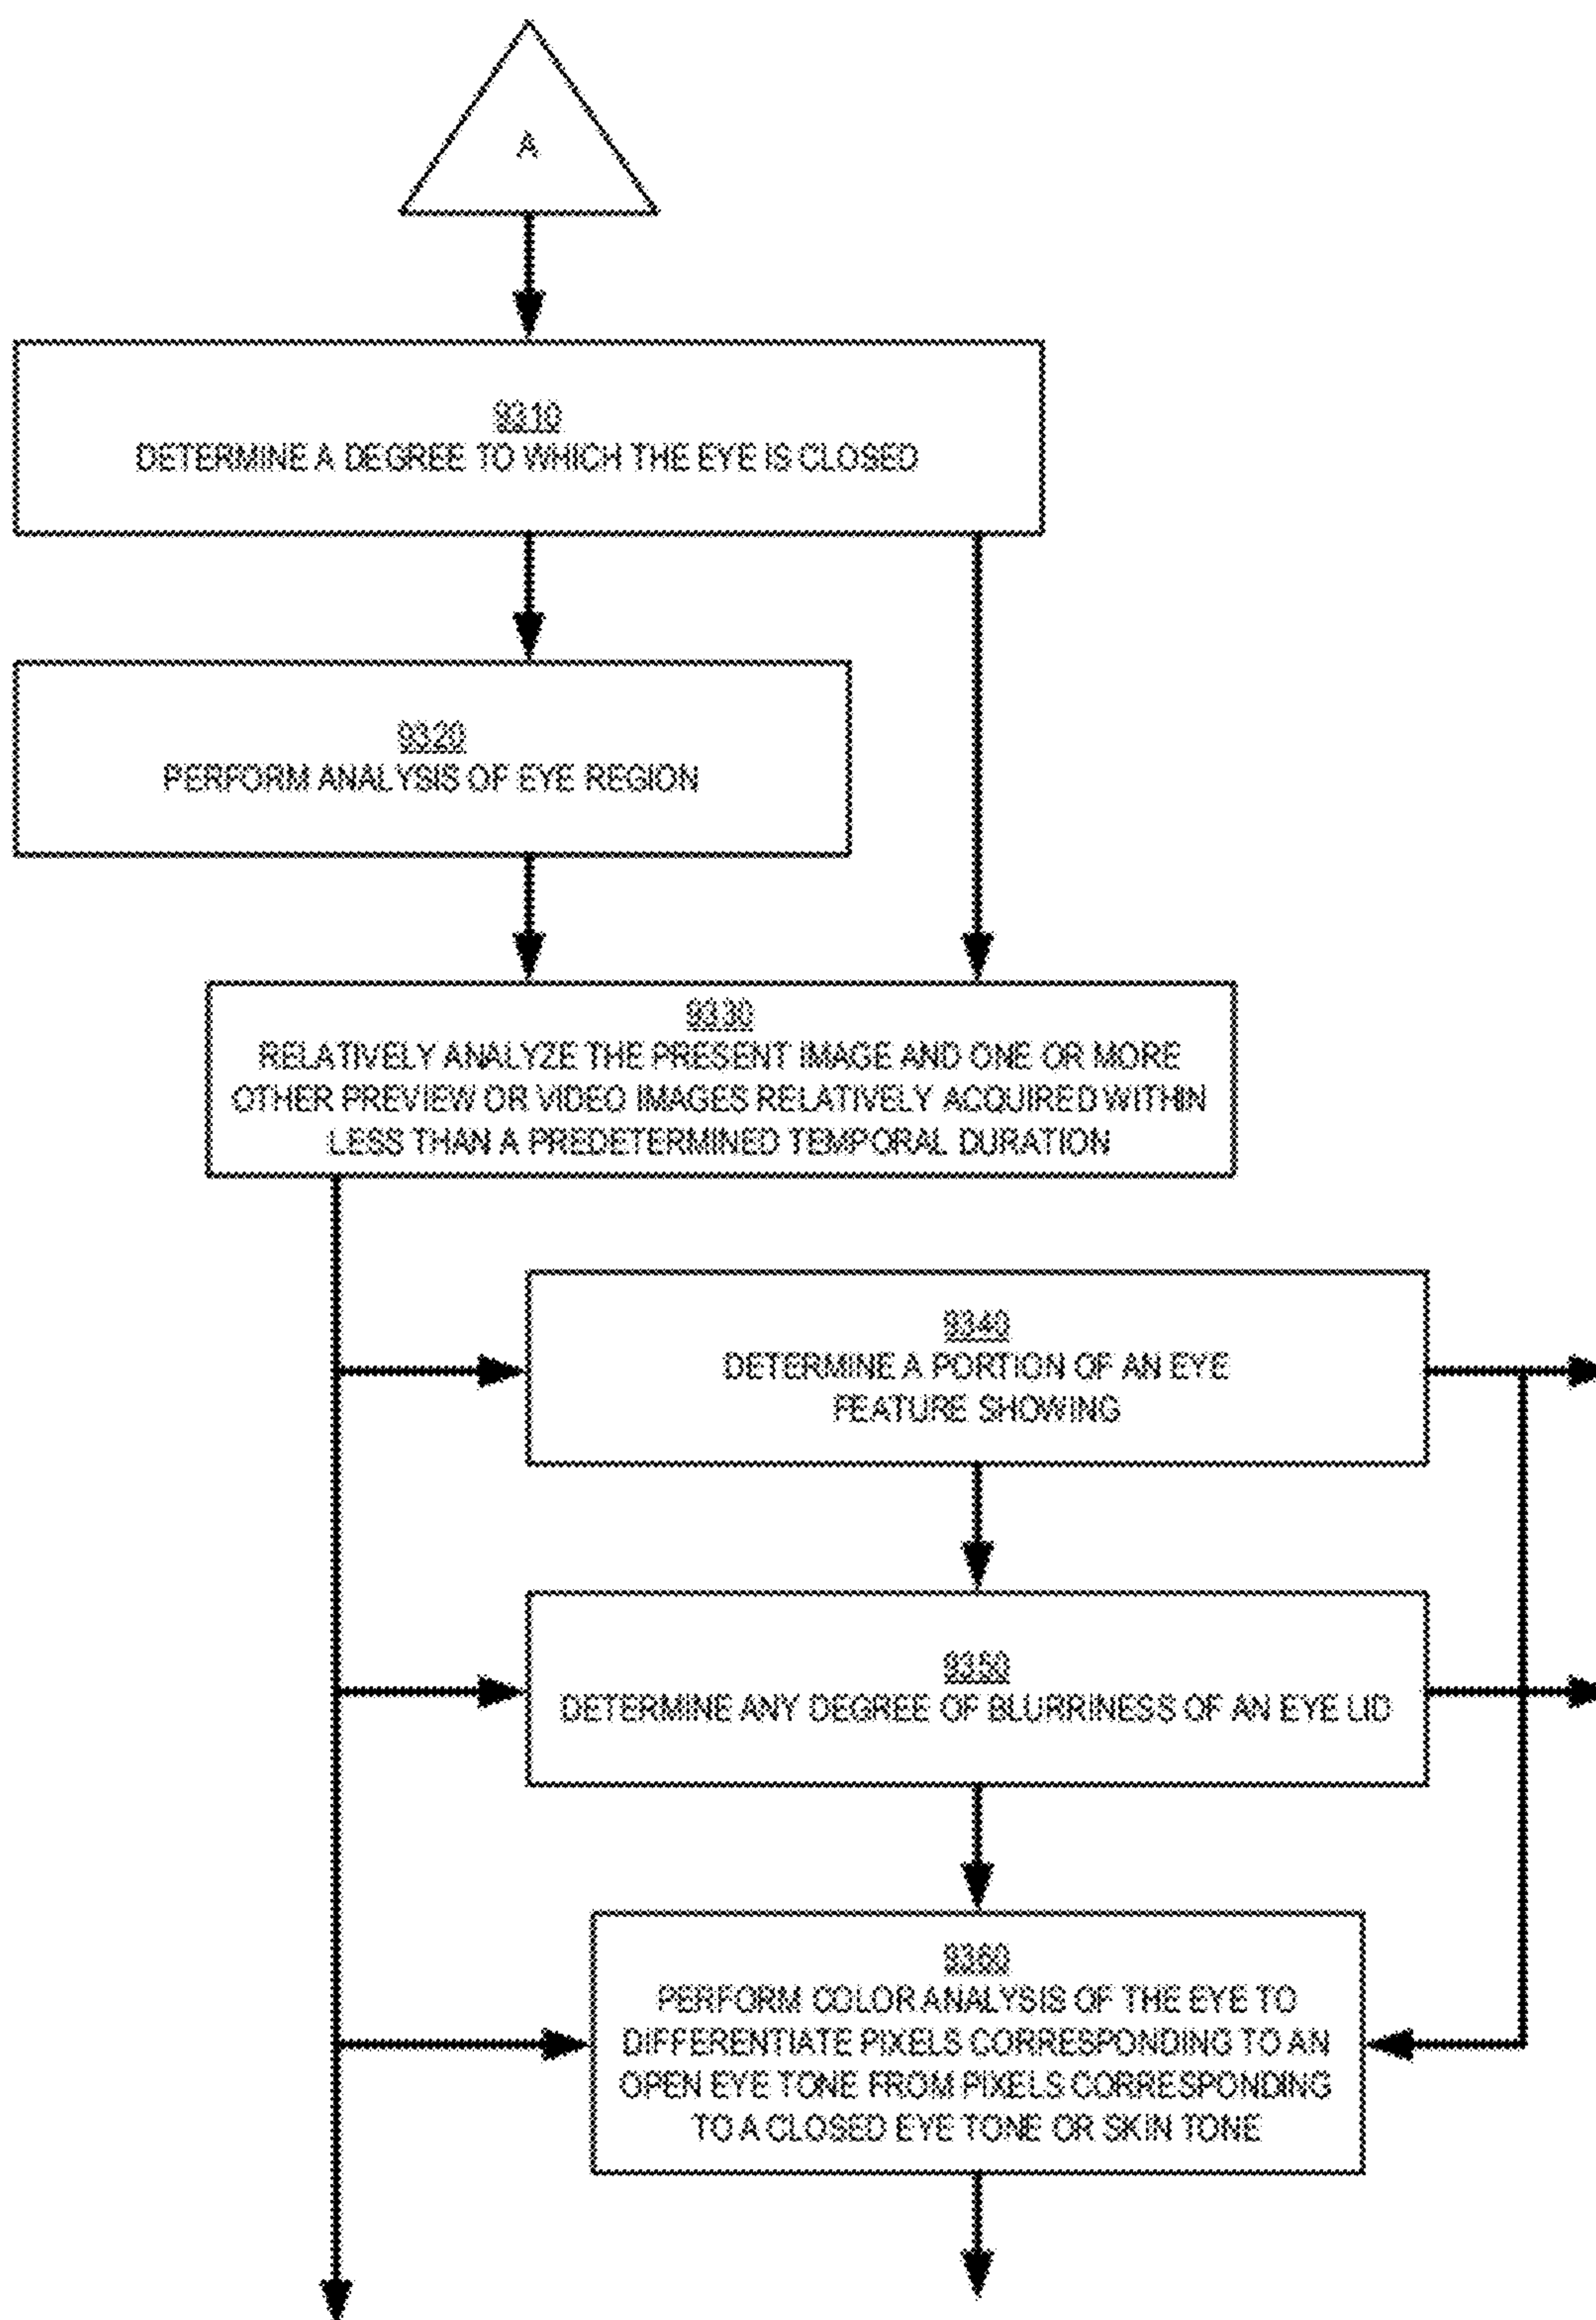 A
9310
DETERMINE A DEGREE TO WHICH THE EYE IS CLOSED
9320
PERFORM ANALYSIS OF EYE REGION
9330
RELATIVELY ANALYZE THE PRESENT IMAGE AND ONE OR MORE
OTHER PREVIEW OR VIDEO IMAGES RELATIVELY ACQUIRED WITHIN
LESS THAN A PREDETERMINED TEMPORAL DURATION
9340
DETERMINE A PORTION OF AN EYE
FEATURE SHOWING
9350
DETERMINE ANY DEGREE OF BLURRINESS OF AN EYE LID
9360
PERFORM COLOR ANALYSIS OF THE EYE TO
DIFFERENTIATE PIXELS CORRESPONDING TO AN
OPEN EYE TONE FROM PIXELS CORRESPONDING
TO A CLOSED EYE TONE OR SKIN TONE